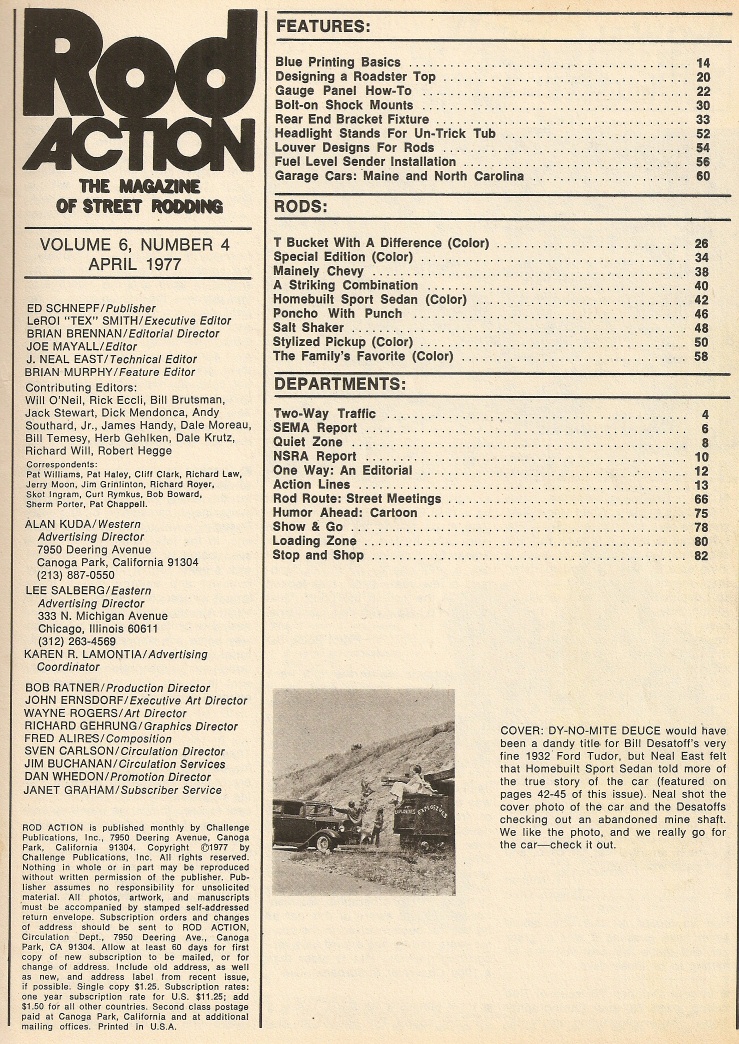 Rod
ACTION
THE MAGAZINE
OF STREET RODDING
VOLUME 6, NUMBER 4
APRIL 1977
ED SCHNEPF/Publisher
LeROI "TEX" SMITH/Executive Editor
BRIAN BRENNAN/Editorial Director
JOE MAYALL/Editor
J. NEAL EAST/Technical Editor
BRIAN MURPHY/Feature Editor
Contributing Editors:
Will O'Neil, Rick Eccli, Bill Brutsman,
Jack Stewart, Dick Mendonca, Andy
Southard, Jr., James Handy, Dale Moreau,
Bill Temesy, Herb Gehlken, Dale Krutz,
Richard Will, Robert Hegge
Correspondents:
Pat Williams, Pat Haley, Cliff Clark, Richard Law,
Jerry Moon, Jim Grinlinton, Richard Royer,
Skot Ingram, Curt Rymkus, Bob Boward,
Sherm Porter, Pat Chappell.
ALAN KUDA/Western
Advertising Director
7950 Deering Avenue
Canoga Park, California 91304
(213) 887-0550
LEE SALBERG/Eastern
Advertising Director
333 N. Michigan Avenue
Chicago, Illinois 60611
(312) 263-4569
KAREN R. LAMONTIA/Advertising
Coordinator
BOB RATNER/Production Director
JOHN ERNSDORF/Executive Art Director
WAYNE ROGERS/Art Director
RICHARD GEHRUNG/Graphics Director
FRED ALIRES/Composition
SVEN CARLSON/Circulation Director
JIM BUCHANAN/Circulation Services
DAN WHEDON/Promotion Director
JANET GRAHAM/Subscriber Service
ROD ACTION is published monthly by Challenge
Publications, Inc., 7950 Deering Avenue, Canoga
Park, California 91304. Copyright ©1977 by
Challenge Publications, Inc. All rights reserved.
Nothing in whole or in part may be reproduced
without written permission of the publisher. Pub-
lisher assumes no responsibility for unsolicited
material. All photos, artwork, and manuscripts
must be accompanied by stamped self-addressed
return envelope. Subscription orders and changes
of address should be sent to ROD ACTION,
Circulation Dept., 7950 Deering Ave., Canoga
Park, CA 91304. Allow at least 60 days for first
copy of new subscription to be mailed, or for
change of address. Include old address, as well
as new, and address label from recent issue,
if possible. Single copy $1.25. Subscription rates:
one year subscription rate for U.S. $11.25; add
$1.50 for all other countries. Second class postage
paid at Canoga Park, California and at additional
mailing offices. Printed in U.S.A.
FEATURES:
Blue Printing Basics 14
Designing a Roadster Top 20
Gauge Panel How-To 22
Bolt-on Shock Mounts 30
Rear End Bracket Fixture 33
Headlight Stands For Un-Trick Tub 52
Louver Designs For Rods 54
Fuel Level Sender Installation 56
Garage Cars: Maine and North Carolina 60
RODS:
T Bucket With A Difference (Color) 26
Special Edition (Color) 34
Mainely Chevy 38
A Striking Combination 40
Homebuilt Sport Sedan (Color) 42
Poncho With Punch 46
Salt Shaker 48
Stylized Pickup (Color) 50
The Family's Favorite (Color) 58
DEPARTMENTS:
Two-Way Traffic 4
SEMA Report 6
Quiet Zone 8
NSRA Report 10
One Way: An Editorial 12
Action Lines 13
Rod Route: Street Meetings 66
Humor Ahead: Cartoon 75
Show & Go 78
Loading Zone 80
Stop and Shop 82
EXPLOSIVES
COVER: DY-NO-MITE DEUCE would have
been a dandy title for Bill Desatoff's very
fine 1932 Ford Tudor, but Neal East felt
that Homebuilt Sport Sedan told more of
the true story of the car (featured on
pages 42-45 of this issue). Neal shot the
cover photo of the car and the Desatoffs
checking out an abandoned mine shaft.
We like the photo, and we really go for
the car—check it out.